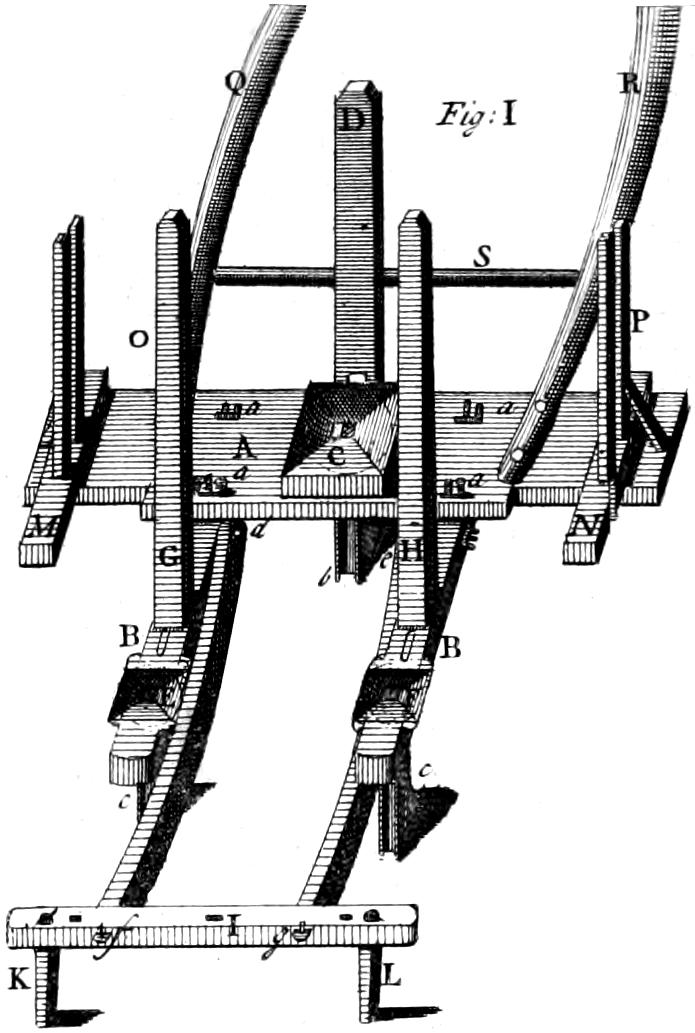 Q R
D Fig: I
S
O P
a a
A E C
a a
M N
d
G H
b e
B B
F F
c c
f I g
K L